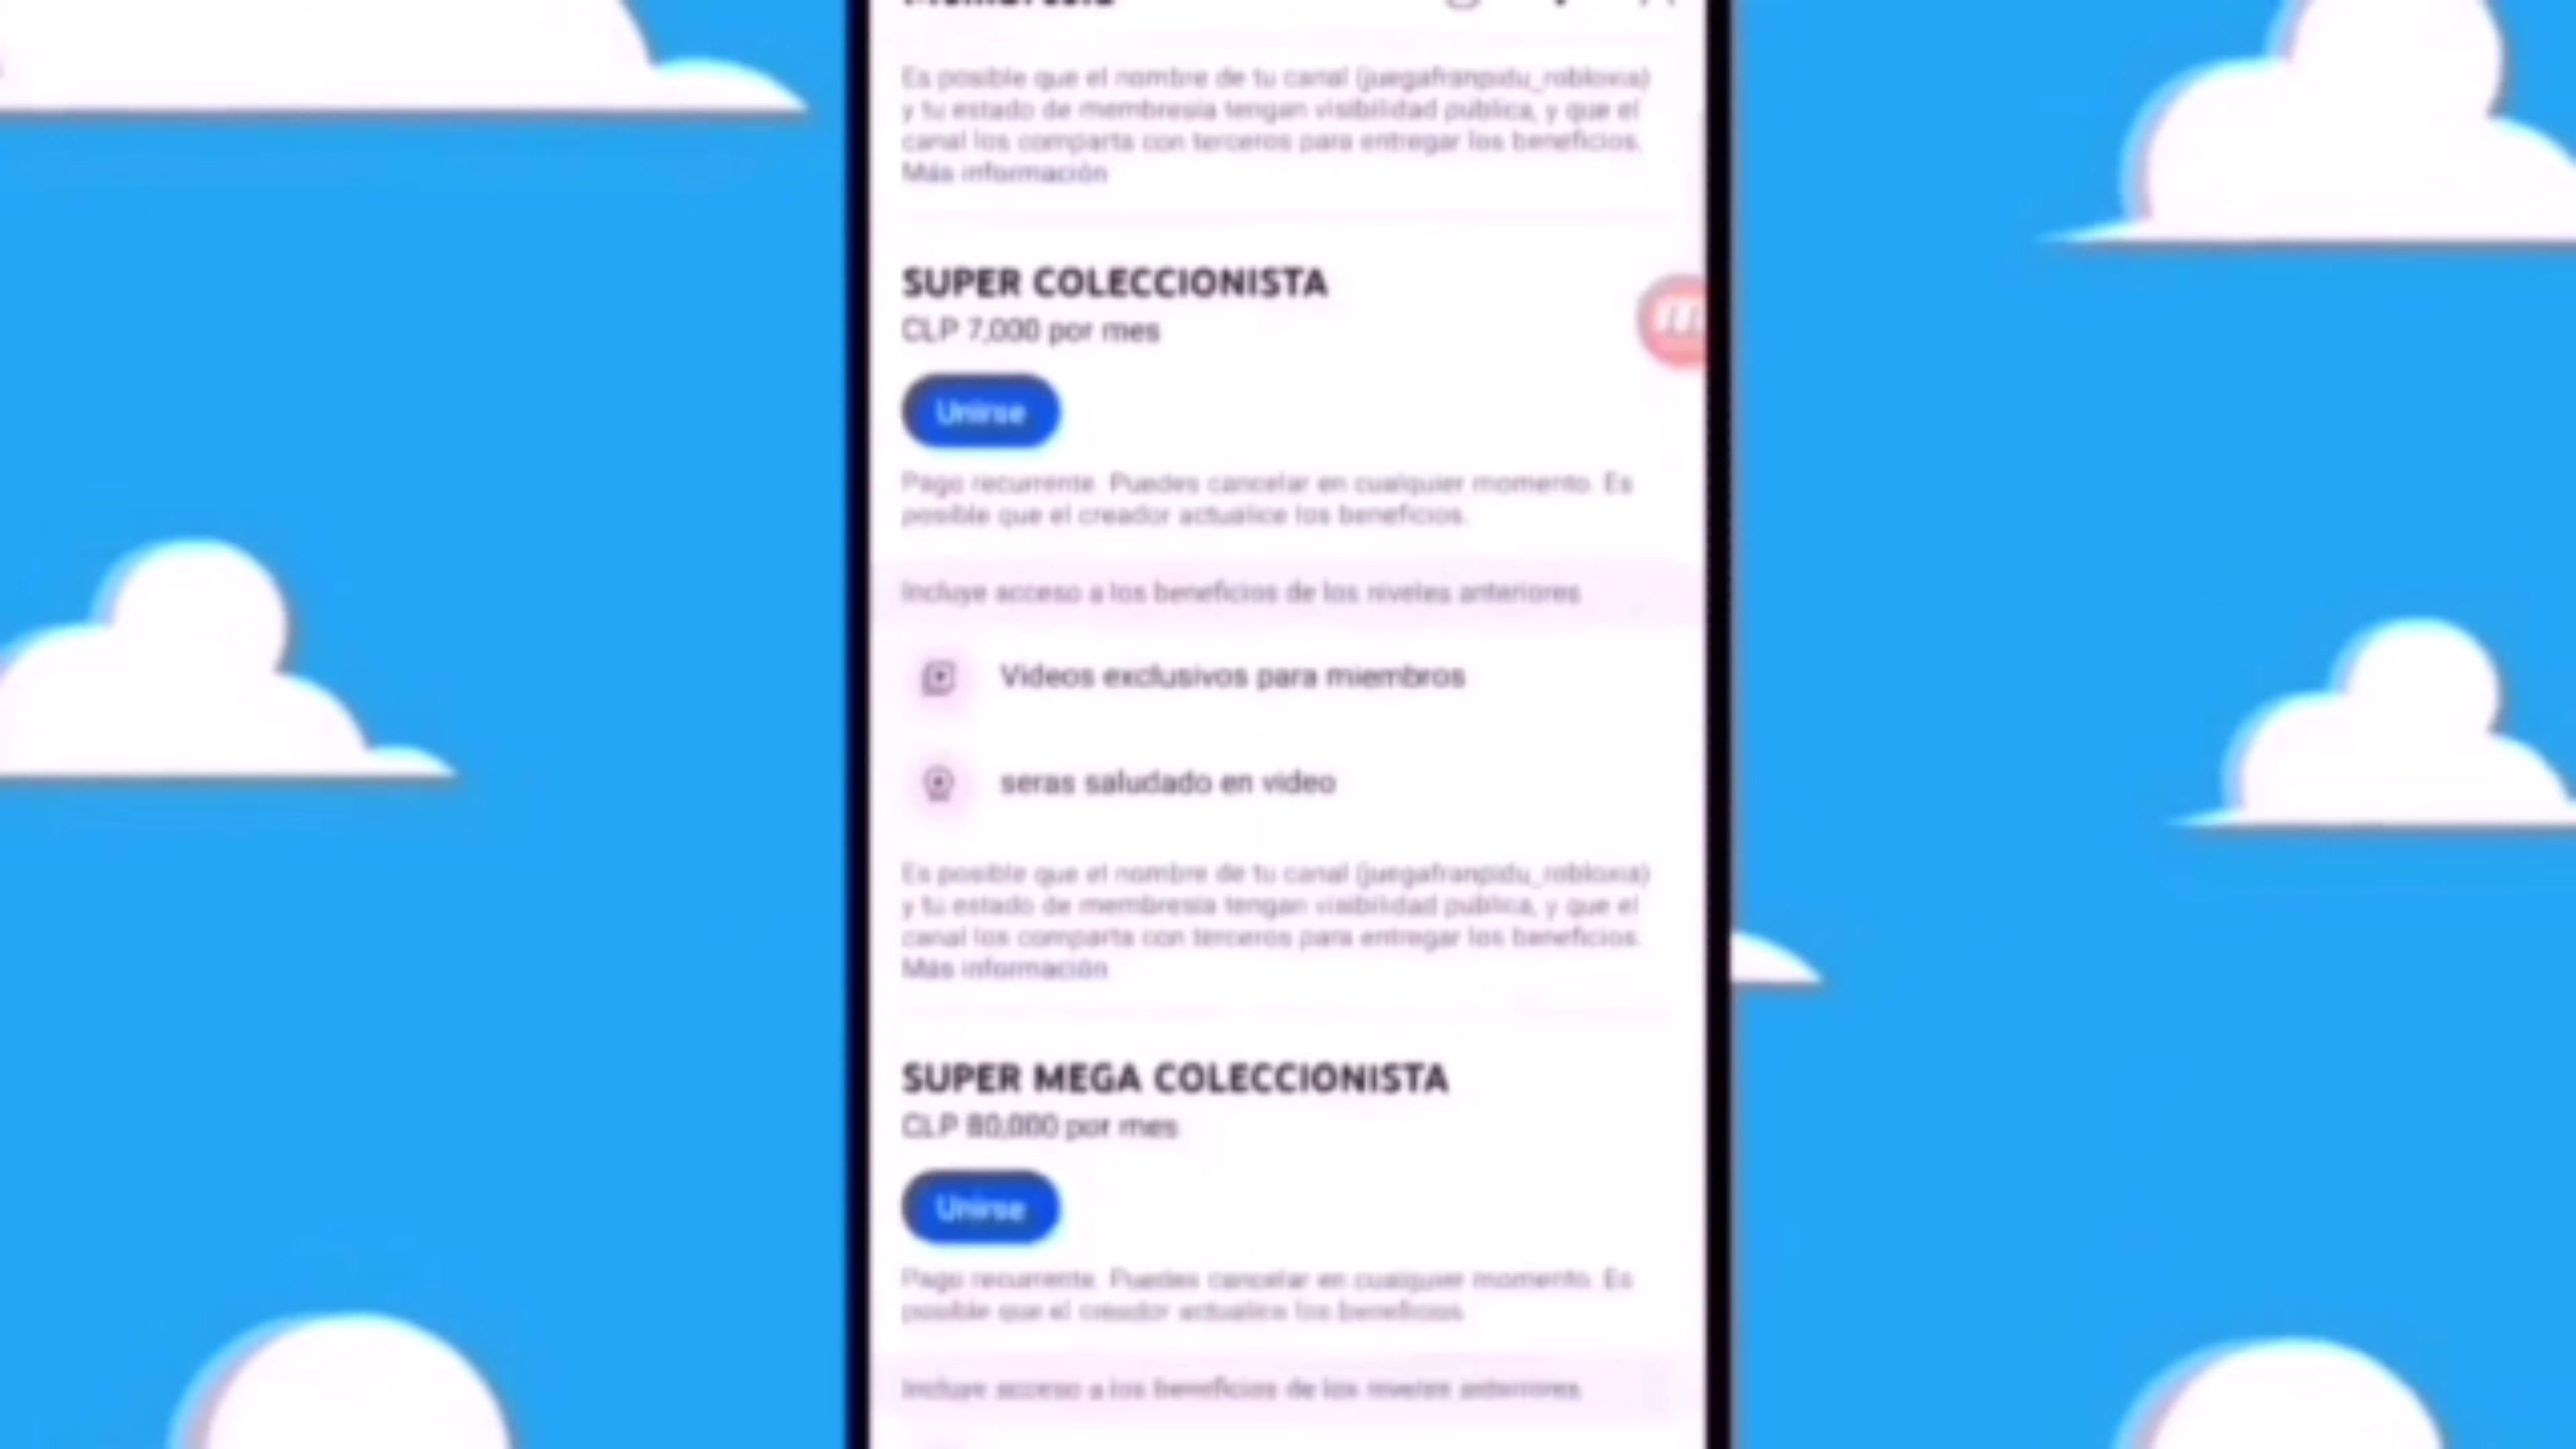 Es posible que el nombre de tu canal (juegafranpidu_robloxia)
y tu estado de membresía tengan visibilidad pública, y que el
canal los comparta con terceros para entregar los beneficios.
Más información
SUPER COLECCIONISTA
CLP 7,000 por mes
Unirse
Pago recurrente. Puedes cancelar en cualquier momento. Es
posible que el creador actualice los beneficios.
Incluye acceso a los beneficios de los niveles anteriores
Videos exclusivos para miembros
seras saludado en video
Es posible que el nombre de tu canal (juegafranpidu_robloxia)
y tu estado de membresía tengan visibilidad pública, y que el
canal los comparta con terceros para entregar los beneficios.
Más información
SUPER MEGA COLECCIONISTA
CLP 80,000 por mes
Unirse
Pago recurrente. Puedes cancelar en cualquier momento. Es
posible que el creador actualice los beneficios.
Incluye acceso a los beneficios de los niveles anteriores